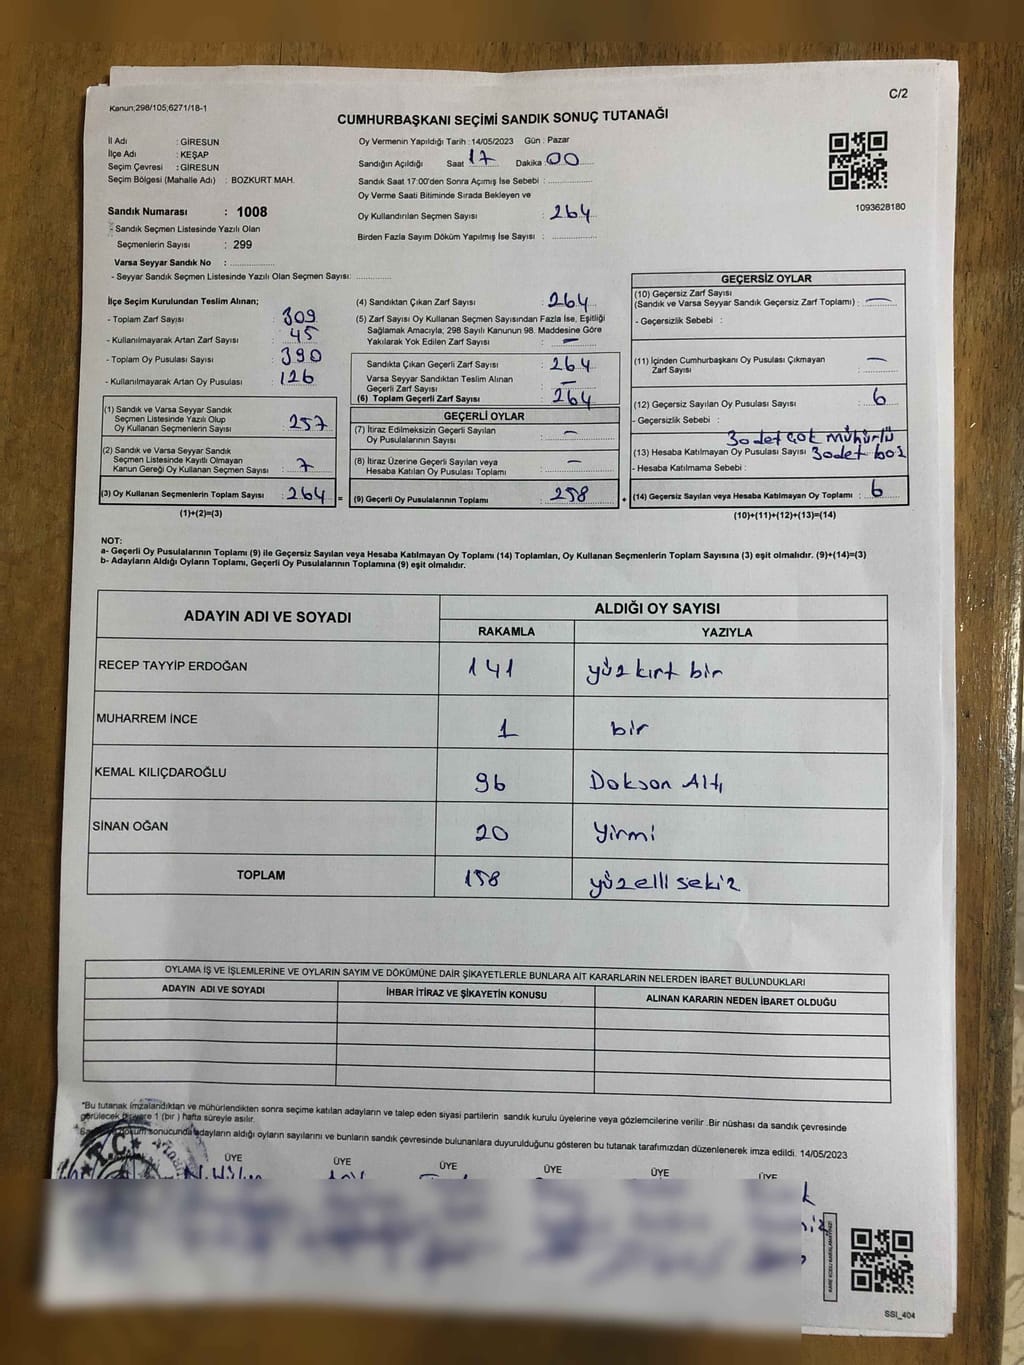 Kanun;298/105;6271/18-1
C/2
CUMHURBAŞKANI SEÇİMİ SANDIK SONUÇ TUTANAĞI
İl Adı : GİRESUN
İlçe Adı : KEŞAP
Seçim Çevresi : GİRESUN
Seçim Bölgesi (Mahalle Adı) : BOZKURT MAH.
Sandık Numarası : 1008
- Sandık Seçmen Listesinde Yazılı Olan
Seçmenlerin Sayısı : 299
Varsa Seyyar Sandık No : ................
- Seyyar Sandık Seçmen Listesinde Yazılı Olan Seçmen Sayısı: ............
Oy Vermenin Yapıldığı Tarih : 14/05/2023 Gün : Pazar
Sandığın Açıldığı Saat 17 Dakika 00
Sandık Saat 17:00'den Sonra Açımış İse Sebebi : ................
Oy Verme Saati Bitiminde Sırada Bekleyen ve
Oy Kullandırılan Seçmen Sayısı : 264
Birden Fazla Sayım Döküm Yapılmış İse Sayısı : ................
1093628180
İlçe Seçim Kurulundan Teslim Alınan;
- Toplam Zarf Sayısı : 309
- Kullanılmayarak Artan Zarf Sayısı : 45
- Toplam Oy Pusulası Sayısı : 390
- Kullanılmayarak Artan Oy Pusulası : 126
(1) Sandık ve Varsa Seyyar Sandık
Seçmen Listesinde Yazılı Olup
Oy Kullanan Seçmenlerin Sayısı : 257
(2) Sandık ve Varsa Seyyar Sandık
Seçmen Listesinde Kayıtlı Olmayan
Kanun Gereği Oy Kullanan Seçmen Sayısı : 7
(3) Oy Kullanan Seçmenlerin Toplam Sayısı : 264 =
(1)+(2)=(3)
(4) Sandıktan Çıkan Zarf Sayısı : 264
(5) Zarf Sayısı Oy Kullanan Seçmen Sayısından Fazla İse, Eşitliği
Sağlamak Amacıyla; 298 Sayılı Kanunun 98. Maddesine Göre
Yakılarak Yok Edilen Zarf Sayısı : —
Sandıkta Çıkan Geçerli Zarf Sayısı : 264
Varsa Seyyar Sandıktan Teslim Alınan
Geçerli Zarf Sayısı : —
(6) Toplam Geçerli Zarf Sayısı : 264
GEÇERLİ OYLAR
(7) İtiraz Edilmeksizin Geçerli Sayılan
Oy Pusulalarının Sayısı : —
(8) İtiraz Üzerine Geçerli Sayılan veya
Hesaba Katılan Oy Pusulası Toplamı : —
(9) Geçerli Oy Pusulalarının Toplamı : 258 +
GEÇERSİZ OYLAR
(10) Geçersiz Zarf Sayısı
(Sandık ve Varsa Seyyar Sandık Geçersiz Zarf Toplamı) : —
- Geçersizlik Sebebi :
(11) İçinden Cumhurbaşkanı Oy Pusulası Çıkmayan
Zarf Sayısı : —
(12) Geçersiz Sayılan Oy Pusulası Sayısı : 6
- Geçersizlik Sebebi :
3 adet çok mühürlü
(13) Hesaba Katılmayan Oy Pusulası Sayısı 3 adet boş
- Hesaba Katılmama Sebebi :
(14) Geçersiz Sayılan veya Hesaba Katılmayan Oy Toplamı : 6
(10)+(11)+(12)+(13)=(14)
NOT:
a- Geçerli Oy Pusulalarının Toplamı (9) ile Geçersiz Sayılan veya Hesaba Katılmayan Oy Toplamı (14) Toplamları, Oy Kullanan Seçmenlerin Toplam Sayısına (3) eşit olmalıdır. (9)+(14)=(3)
b- Adayların Aldığı Oyların Toplamı, Geçerli Oy Pusulalarının Toplamına (9) eşit olmalıdır.
ADAYIN ADI VE SOYADI ALDIĞI OY SAYISI
RAKAMLA YAZIYLA
RECEP TAYYİP ERDOĞAN 141 yüz kırt bir
MUHARREM İNCE 1 bir
KEMAL KILIÇDAROĞLU 96 Doksan Altı
SİNAN OĞAN 20 Yirmi
TOPLAM 158 yüzelli sekiz
OYLAMA İŞ VE İŞLEMLERİNE VE OYLARIN SAYIM VE DÖKÜMÜNE DAİR ŞİKAYETLERLE BUNLARA AİT KARARLARIN NELERDEN İBARET BULUNDUKLARI
ADAYIN ADI VE SOYADI İHBAR İTİRAZ VE ŞİKAYETİN KONUSU ALINAN KARARIN NEDEN İBARET OLDUĞU
"Bu tutanak imzalandıktan ve mühürlendikten sonra seçime katılan adayların ve talep eden siyasi partilerin sandık kurulu üyelerine veya gözlemcilerine verilir .Bir nüshası da sandık çevresinde
görülecek bir yere 1 (bir ) hafta süreyle asılır.
döküm sonucunda adayların aldığı oyların sayılarını ve bunların sandık çevresinde bulunanlara duyurulduğunu gösteren bu tutanak tarafımızdan düzenlenerek imza edildi. 14/05/2023
T.C.
ÜYE ÜYE ÜYE ÜYE ÜYE ÜYE
SSI_404